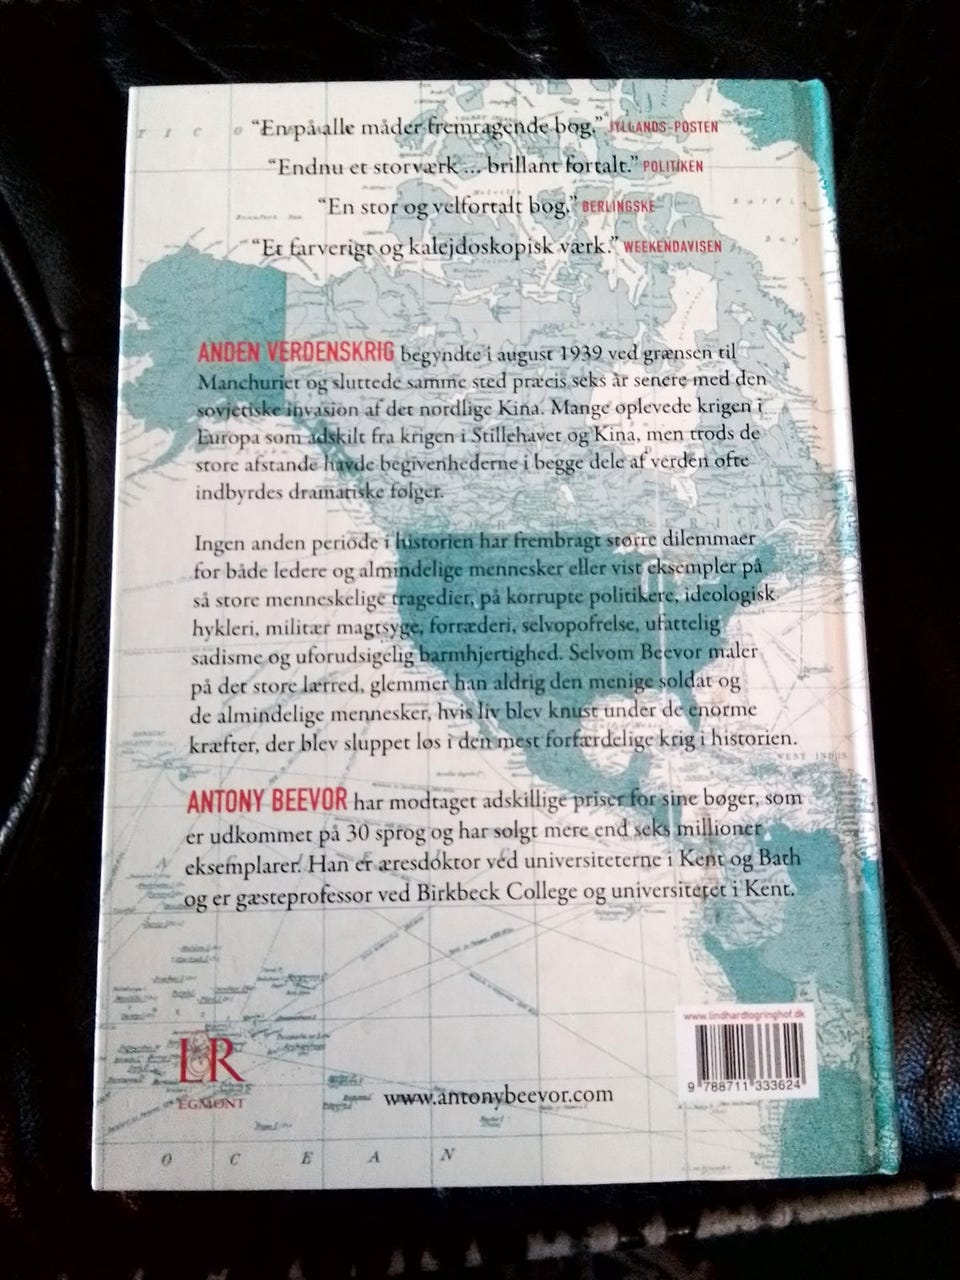 "En på alle måder fremragende bog." JYLLANDS-POSTEN
"Endnu et storværk ... brillant fortalt." POLITIKEN
"En stor og velfortalt bog." BERLINGSKE
"Et farverigt og kalejdoskopisk værk." WEEKENDAVISEN
ANDEN VERDENSKRIG begyndte i august 1939 ved grænsen til
Manchuriet og sluttede samme sted præcis seks år senere med den
sovjetiske invasion af det nordlige Kina. Mange oplevede krigen i
Europa som adskilt fra krigen i Stillehavet og Kina, men trods de
store afstande havde begivenhederne i begge dele af verden ofte
indbyrdes dramatiske følger.
Ingen anden periode i historien har frembragt større dilemmaer
for både ledere og almindelige mennesker eller vist eksempler på
så store menneskelige tragedier, på korrupte politikere, ideologisk
hykleri, militær magtsyge, forræderi, selvopofrelse, ufattelig
sadisme og uforudsigelig barmhjertighed. Selvom Beevor maler
på det store lærred, glemmer han aldrig den menige soldat og
de almindelige mennesker, hvis liv blev knust under de enorme
kræfter, der blev sluppet løs i den mest forfærdelige krig i historien.
WEST INDIES
ANTONY BEEVOR har modtaget adskillige priser for sine bøger, som
er udkommet på 30 sprog og har solgt mere end seks millioner
eksemplarer. Han er æresdoktor ved universiteterne i Kent og Bath
og er gæsteprofessor ved Birkbeck College og universitetet i Kent.
www.lindhardtogringhof.dk
9 788711 333624
L&R
EGMONT
www.antonybeevor.com
OCEAN